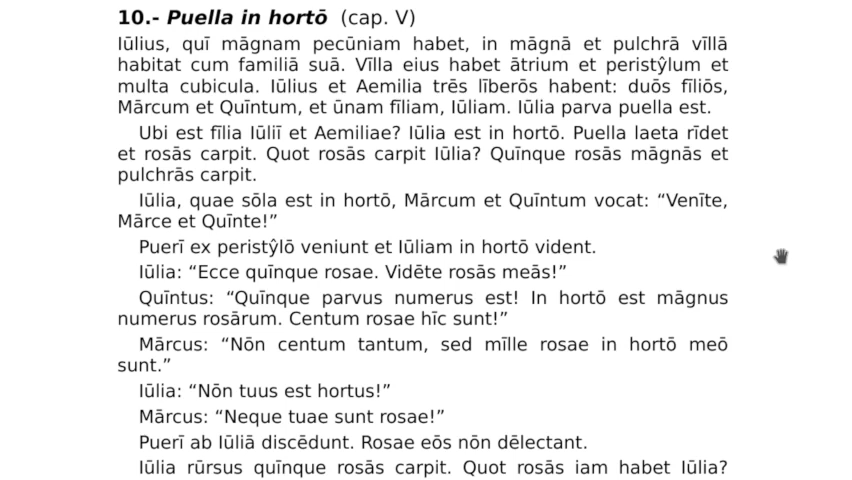 10.- Puella in hortō (cap. V)
Iūlius, quī māgnam pecūniam habet, in māgnā et pulchrā vīllā
habitat cum familiā suā. Vīlla eius habet ātrium et peristŷlum et
multa cubicula. Iūlius et Aemilia trēs līberōs habent: duōs fīliōs,
Mārcum et Quīntum, et ūnam fīliam, Iūliam. Iūlia parva puella est.
Ubi est fīlia Iūliī et Aemiliae? Iūlia est in hortō. Puella laeta rīdet
et rosās carpit. Quot rosās carpit Iūlia? Quīnque rosās māgnās et
pulchrās carpit.
Iūlia, quae sōla est in hortō, Mārcum et Quīntum vocat: “Venīte,
Mārce et Quīnte!”
Puerī ex peristŷlō veniunt et Iūliam in hortō vident.
Iūlia: “Ecce quīnque rosae. Vidēte rosās meās!”
Quīntus: “Quīnque parvus numerus est! In hortō est māgnus
numerus rosārum. Centum rosae hīc sunt!”
Mārcus: “Nōn centum tantum, sed mīlle rosae in hortō meō
sunt.”
Iūlia: “Nōn tuus est hortus!”
Mārcus: “Neque tuae sunt rosae!”
Puerī ab Iūliā discēdunt. Rosae eōs nōn dēlectant.
Iūlia rūrsus quīnque rosās carpit. Quot rosās iam habet Iūlia?